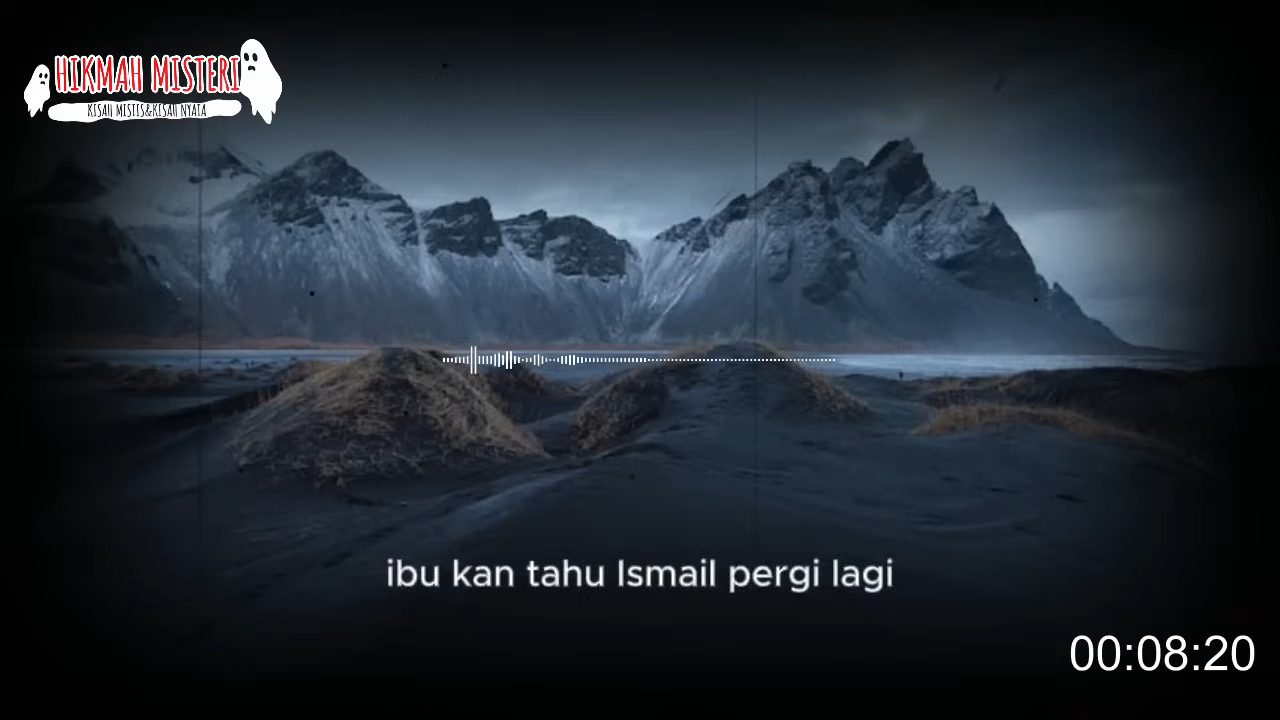 HIKMAH MISTERI
KISAH MISTIS&KISAH NYATA
ibu kan tahu Ismail pergi lagi
00:08:20